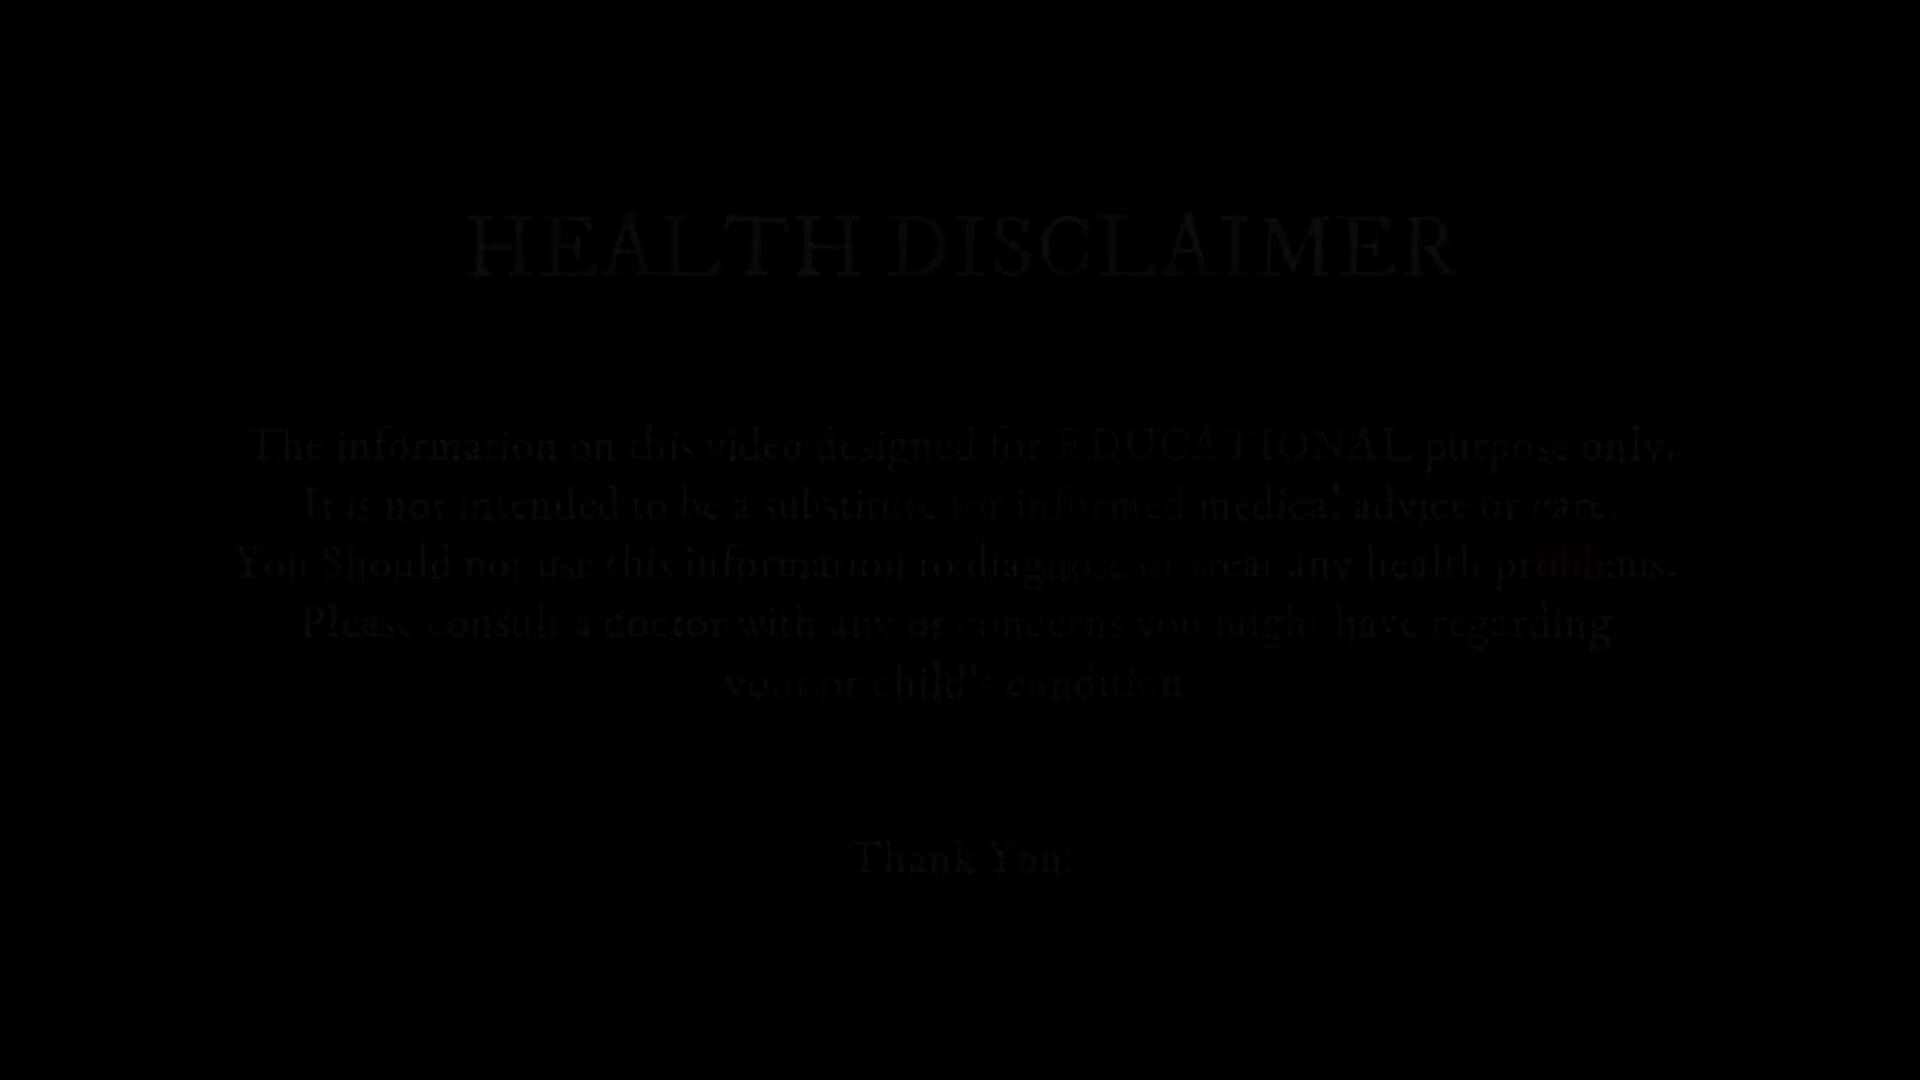 HEALTH DISCLAIMER
The information on this video designed for EDUCATIONAL purpose only.
It is not intended to be a substitute for informed medical advice or care.
You Should not use this information to diagnose or treat any health problems.
Please consult a doctor with any or concerns you might have regarding
your or child's condition
Thank You.